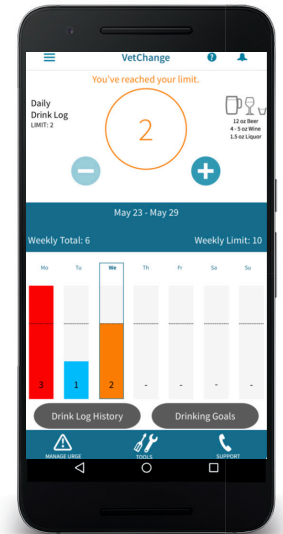 VetChange
?
You've reached your limit.
Daily
Drink Log
LIMIT: 2
2
12 oz Beer
4 - 5 oz Wine
1.5 oz Liquor
May 23 - May 29
Weekly Total: 6
Weekly Limit: 10
Mo Tu We Th Fr Sa Su
3 1 2 - - - -
Drink Log History
Drinking Goals
MANAGE URGE
TOOLS
SUPPORT